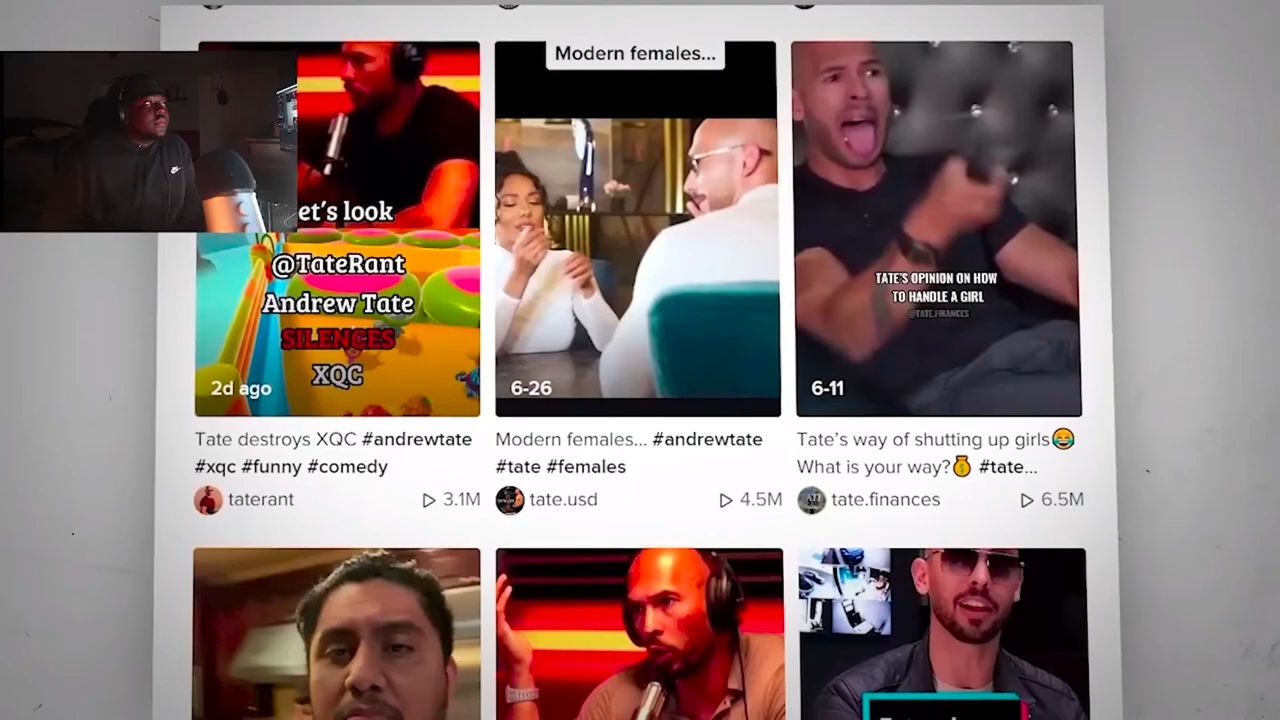 Modern females...
et's look
@TateRant
Andrew Tate
SILENCES
XQC
TATE'S OPINION ON HOW
TO HANDLE A GIRL
@TATE.FINANCES
2d ago
6-26
6-11
Tate destroys XQC #andrewtate
#xqc #funny #comedy
Modern females... #andrewtate
#tate #females
Tate's way of shutting up girls😂
What is your way?💰 #tate...
taterant
3.1M
tate.usd
4.5M
tate.finances
6.5M